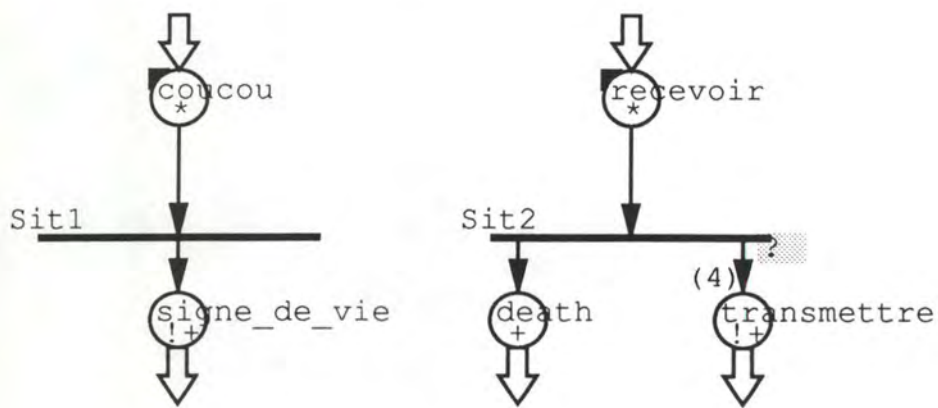 coucou
*
recevoir
*
Sit1
Sit2
?
(4)
signe_de_vie
!+
death
+
transmettre
!+